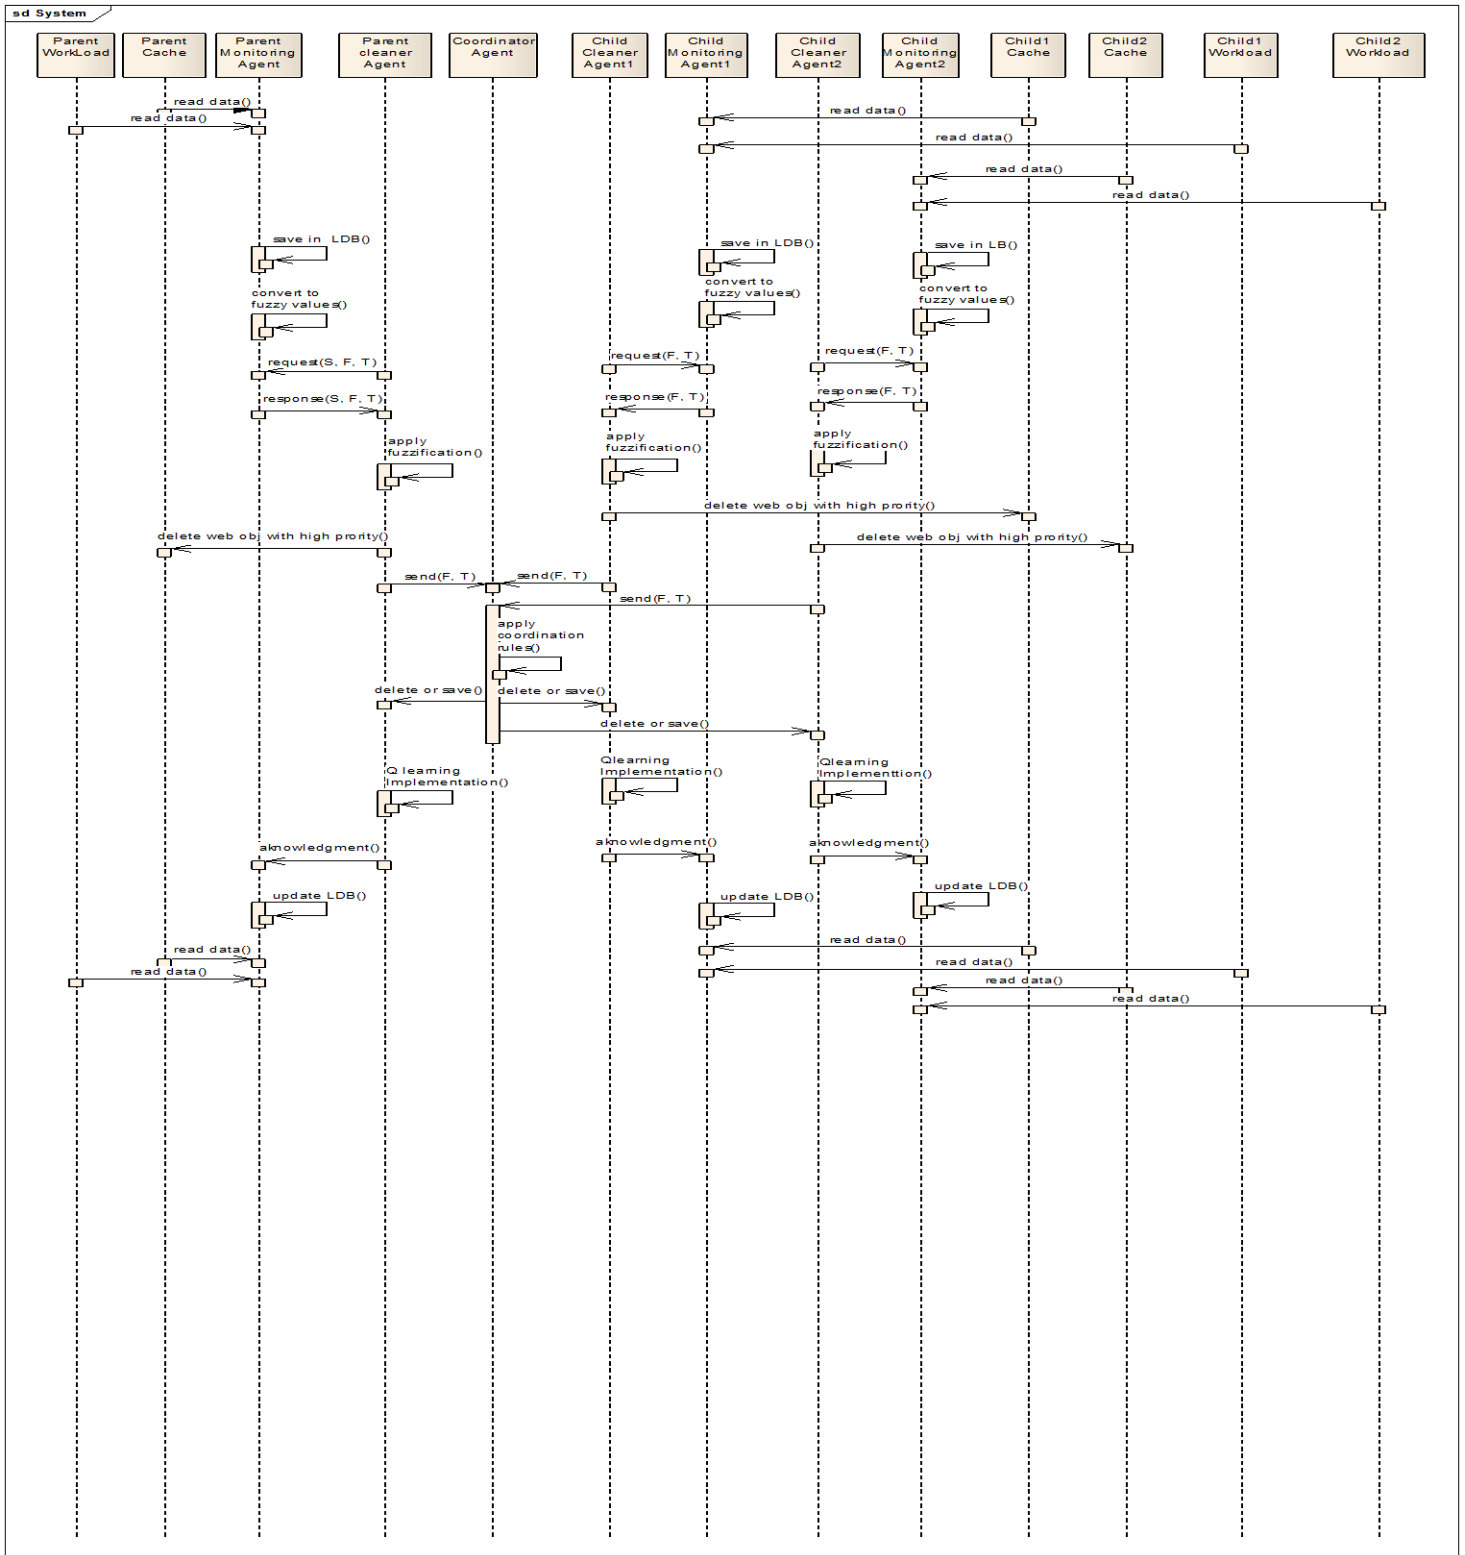 sd System
Parent
WorkLoad
Parent
Cache
Parent
Monitoring
Agent
Parent
cleaner
Agent
Coordinator
Agent
Child
Cleaner
Agent1
Child
Monitoring
Agent1
Child
Cleaner
Agent2
Child
Monitoring
Agent2
Child1
Cache
Child2
Cache
Child1
Workload
Child2
Workload
read data()
read data()
read data()
read data()
read data()
read data()
save in LDB()
save in LDB()
save in LB()
convert to
fuzzy values()
convert to
fuzzy values()
convert to
fuzzy values()
request(S, F, T)
request(F, T)
request(F, T)
response(S, F, T)
response(F, T)
response(F, T)
apply
fuzzification()
apply
fuzzification()
apply
fuzzification()
delete web obj with high prority()
delete web obj with high prority()
delete web obj with high prority()
send(F, T)
send(F, T)
send(F, T)
apply
coordination
rules()
delete or save()
delete or save()
delete or save()
Q learning
Implementation()
Qlearning
Implementation()
Qlearning
Implementtion()
aknowledgment()
aknowledgment()
aknowledgment()
update LDB()
update LDB()
update LDB()
read data()
read data()
read data()
read data()
read data()
read data()